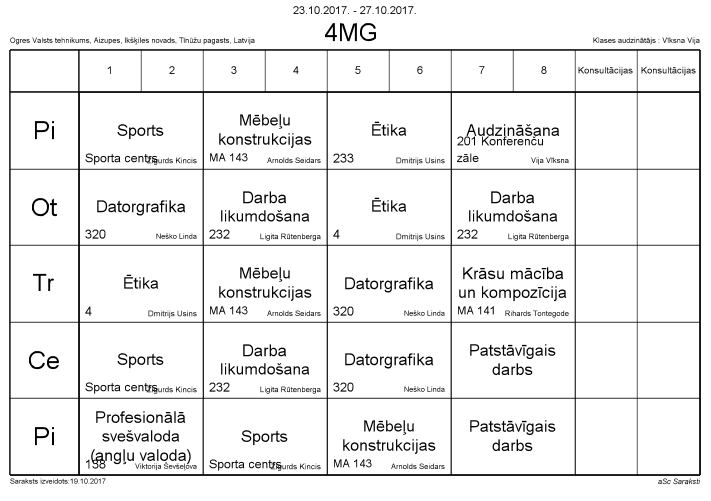 23.10.2017. - 27.10.2017.
Ogres Valsts tehnikums, Aizupes, Ikšķiles novads, Tīnūžu pagasts, Latvija
4MG
Klases audzinātājs : Vīksna Vija
1 2 3 4 5 6 7 8 Konsultācijas Konsultācijas
Pi
Sports
Sporta centrs Zigurds Kincis
Mēbeļu
konstrukcijas
MA 143 Arnolds Seidars
Ētika
233 Dmitrijs Usins
Audzināšana
201 Konferenču
zāle Vija Vīksna
Ot
Datorgrafika
320 Neško Linda
Darba
likumdošana
232 Ligita Rūtenberga
Ētika
4 Dmitrijs Usins
Darba
likumdošana
232 Ligita Rūtenberga
Tr
Ētika
4 Dmitrijs Usins
Mēbeļu
konstrukcijas
MA 143 Arnolds Seidars
Datorgrafika
320 Neško Linda
Krāsu mācība
un kompozīcija
MA 141 Rihards Tontegode
Ce
Sports
Sporta centrs Zigurds Kincis
Darba
likumdošana
232 Ligita Rūtenberga
Datorgrafika
320 Neško Linda
Patstāvīgais
darbs
Pi
Profesionālā
svešvaloda
(angļu valoda)
138 Viktorija Ševšeļova
Sports
Sporta centrs Zigurds Kincis
Mēbeļu
konstrukcijas
MA 143 Arnolds Seidars
Patstāvīgais
darbs
Saraksts izveidots:19.10.2017
aSc Saraksti